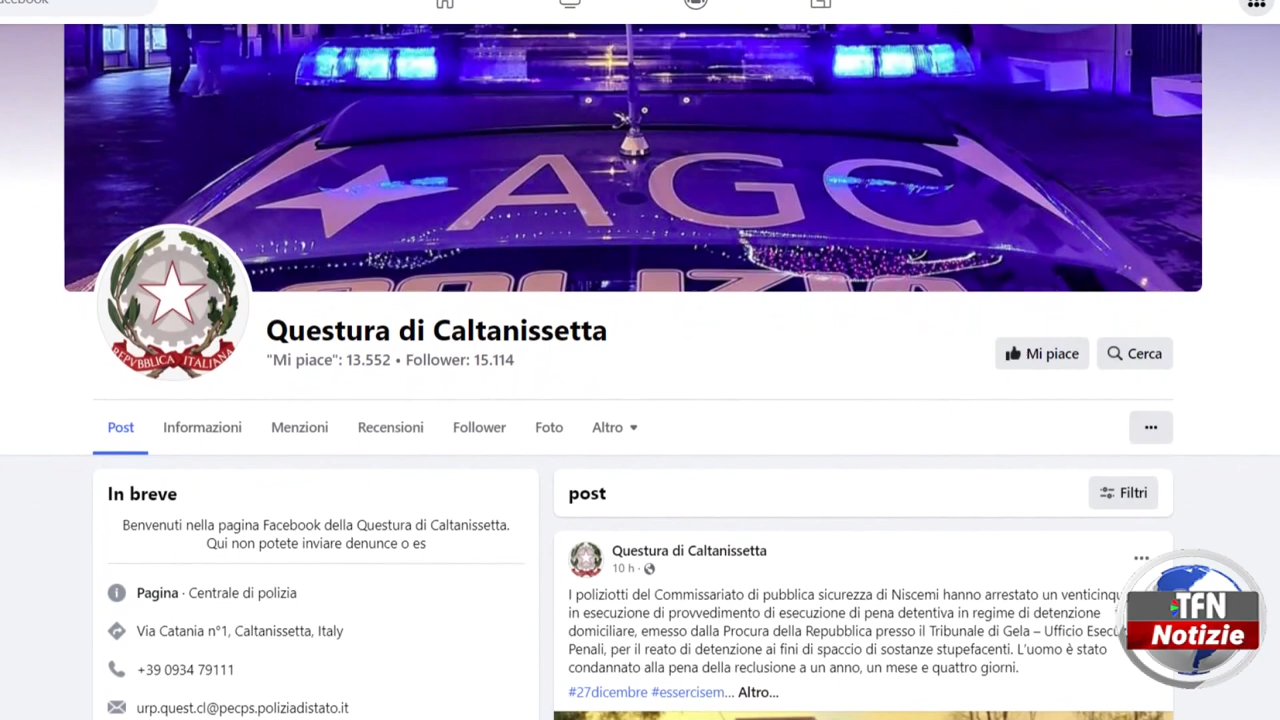 AGC
POLIZIA
REPVBBLICA ITALIANA
Questura di Caltanissetta
"Mi piace": 13.552 • Follower: 15.114
Mi piace
Cerca
Post Informazioni Menzioni Recensioni Follower Foto Altro
In breve
Benvenuti nella pagina Facebook della Questura di Caltanissetta.
Qui non potete inviare denunce o es
Pagina · Centrale di polizia
Via Catania n°1, Caltanissetta, Italy
+39 0934 79111
urp.quest.cl@pecps.poliziadistato.it
post
Filtri
Questura di Caltanissetta
10 h ·
I poliziotti del Commissariato di pubblica sicurezza di Niscemi hanno arrestato un venticinqu
in esecuzione di provvedimento di esecuzione di pena detentiva in regime di detenzione
domiciliare, emesso dalla Procura della Repubblica presso il Tribunale di Gela – Ufficio Esecu
Penali, per il reato di detenzione ai fini di spaccio di sostanze stupefacenti. L'uomo è stato
condannato alla pena della reclusione a un anno, un mese e quattro giorni.
#27dicembre #essercisem... Altro...
TFN
Notizie